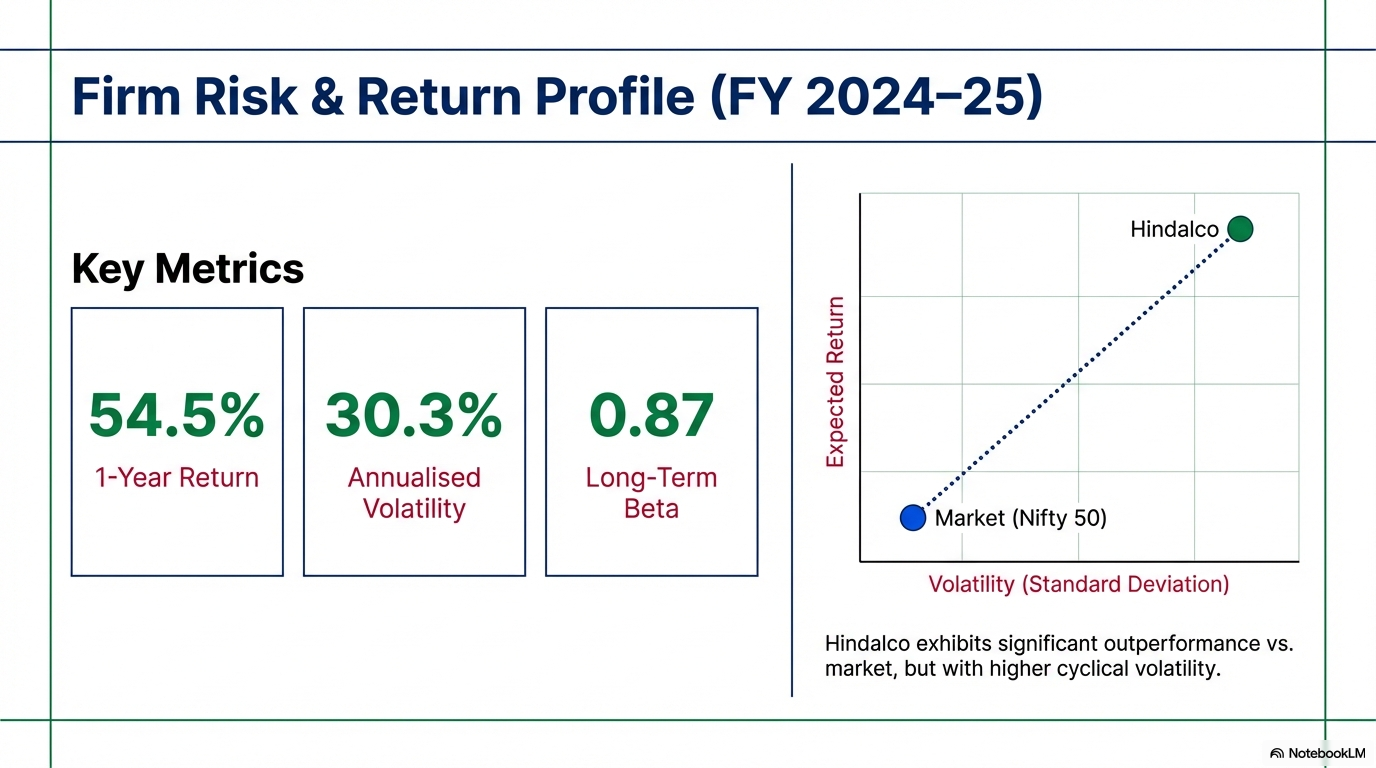 Firm Risk & Return Profile (FY 2024–25)
Key Metrics
54.5%
1-Year Return
30.3%
Annualised
Volatility
0.87
Long-Term
Beta
Expected Return
Hindalco
Market (Nifty 50)
Volatility (Standard Deviation)
Hindalco exhibits significant outperformance vs.
market, but with higher cyclical volatility.
NotebookLM